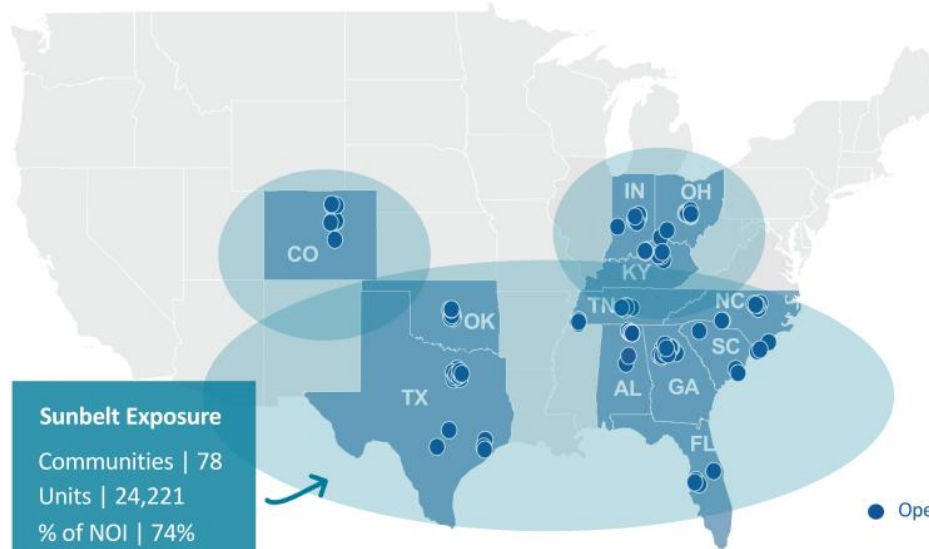 IN
OH
CO
KY
TN
NC
OK
SC
TX
AL
GA
FL
Sunbelt Exposure
Communities | 78
Units | 24,221
% of NOI | 74%